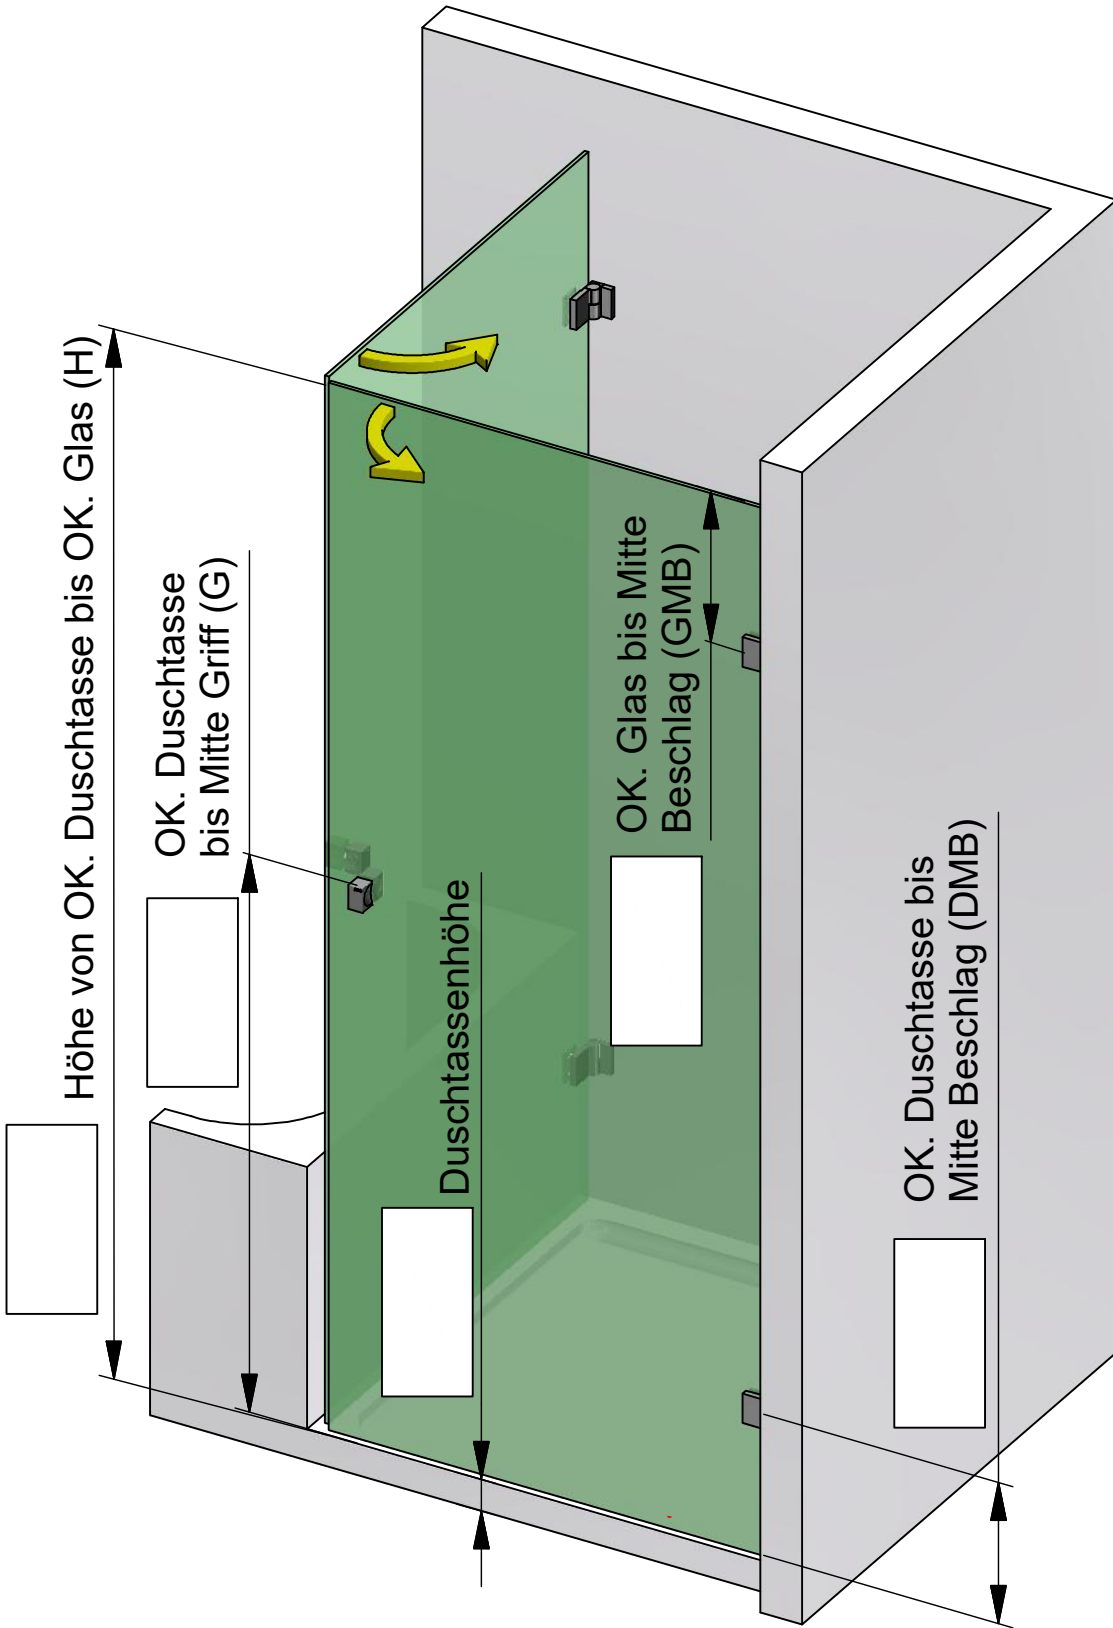 Höhe von OK. Duschtasse bis OK. Glas (H)
OK. Duschtasse
bis Mitte Griff (G)
Duschtassenhöhe
OK. Glas bis Mitte
Beschlag (GMB)
OK. Duschtasse bis
Mitte Beschlag (DMB)